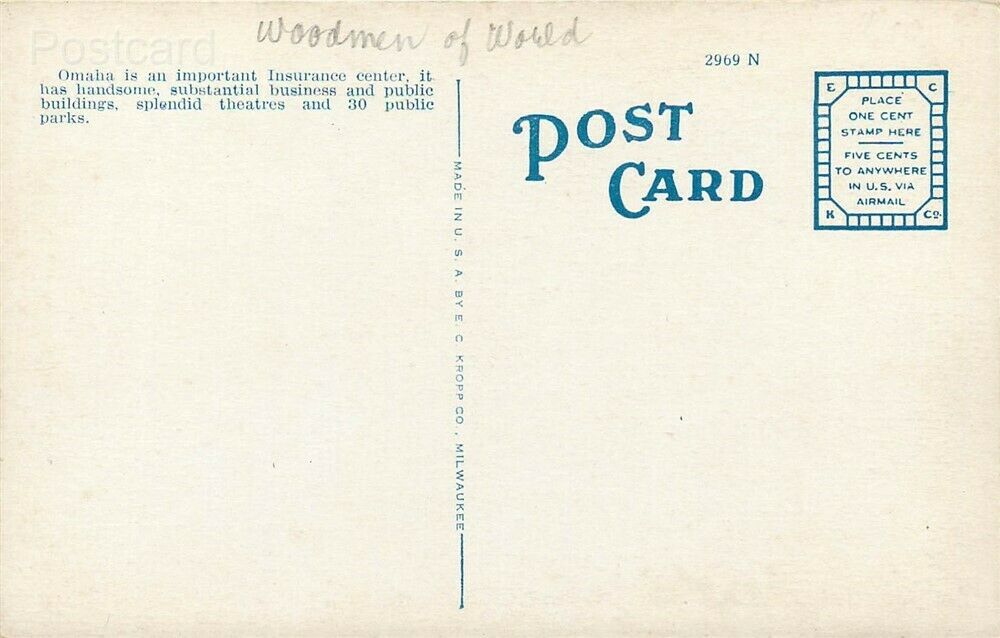 Postcard
Woodmen of World
Omaha is an important Insurance center, it
has handsome, substantial business and public
buildings, splendid theatres and 30 public
parks.
MADE IN U. S. A. BY E. C. KROPP CO., MILWAUKEE
2969 N
POST
CARD
E C
PLACE
ONE CENT
STAMP HERE
FIVE CENTS
TO ANYWHERE
IN U.S. VIA
AIRMAIL
K Co.